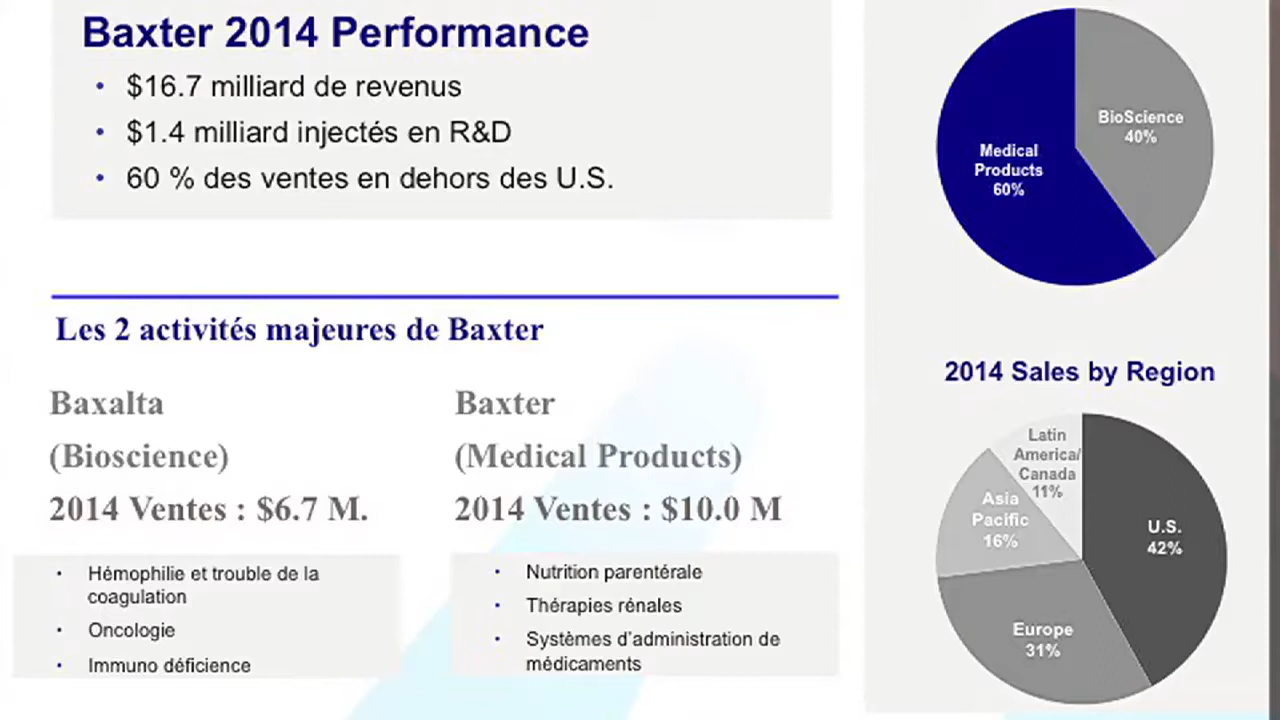 Baxter 2014 Performance
• $16.7 milliard de revenus
• $1.4 milliard injectés en R&D
• 60 % des ventes en dehors des U.S.
Les 2 activités majeures de Baxter
Baxalta
(Bioscience)
2014 Ventes : $6.7 M.
• Hémophilie et trouble de la
coagulation
• Oncologie
• Immuno déficience
Baxter
(Medical Products)
2014 Ventes : $10.0 M
• Nutrition parentérale
• Thérapies rénales
• Systèmes d'administration de
médicaments
BioScience
40%
Medical
Products
60%
2014 Sales by Region
Latin
America/
Canada
11%
Asia
Pacific
16%
U.S.
42%
Europe
31%